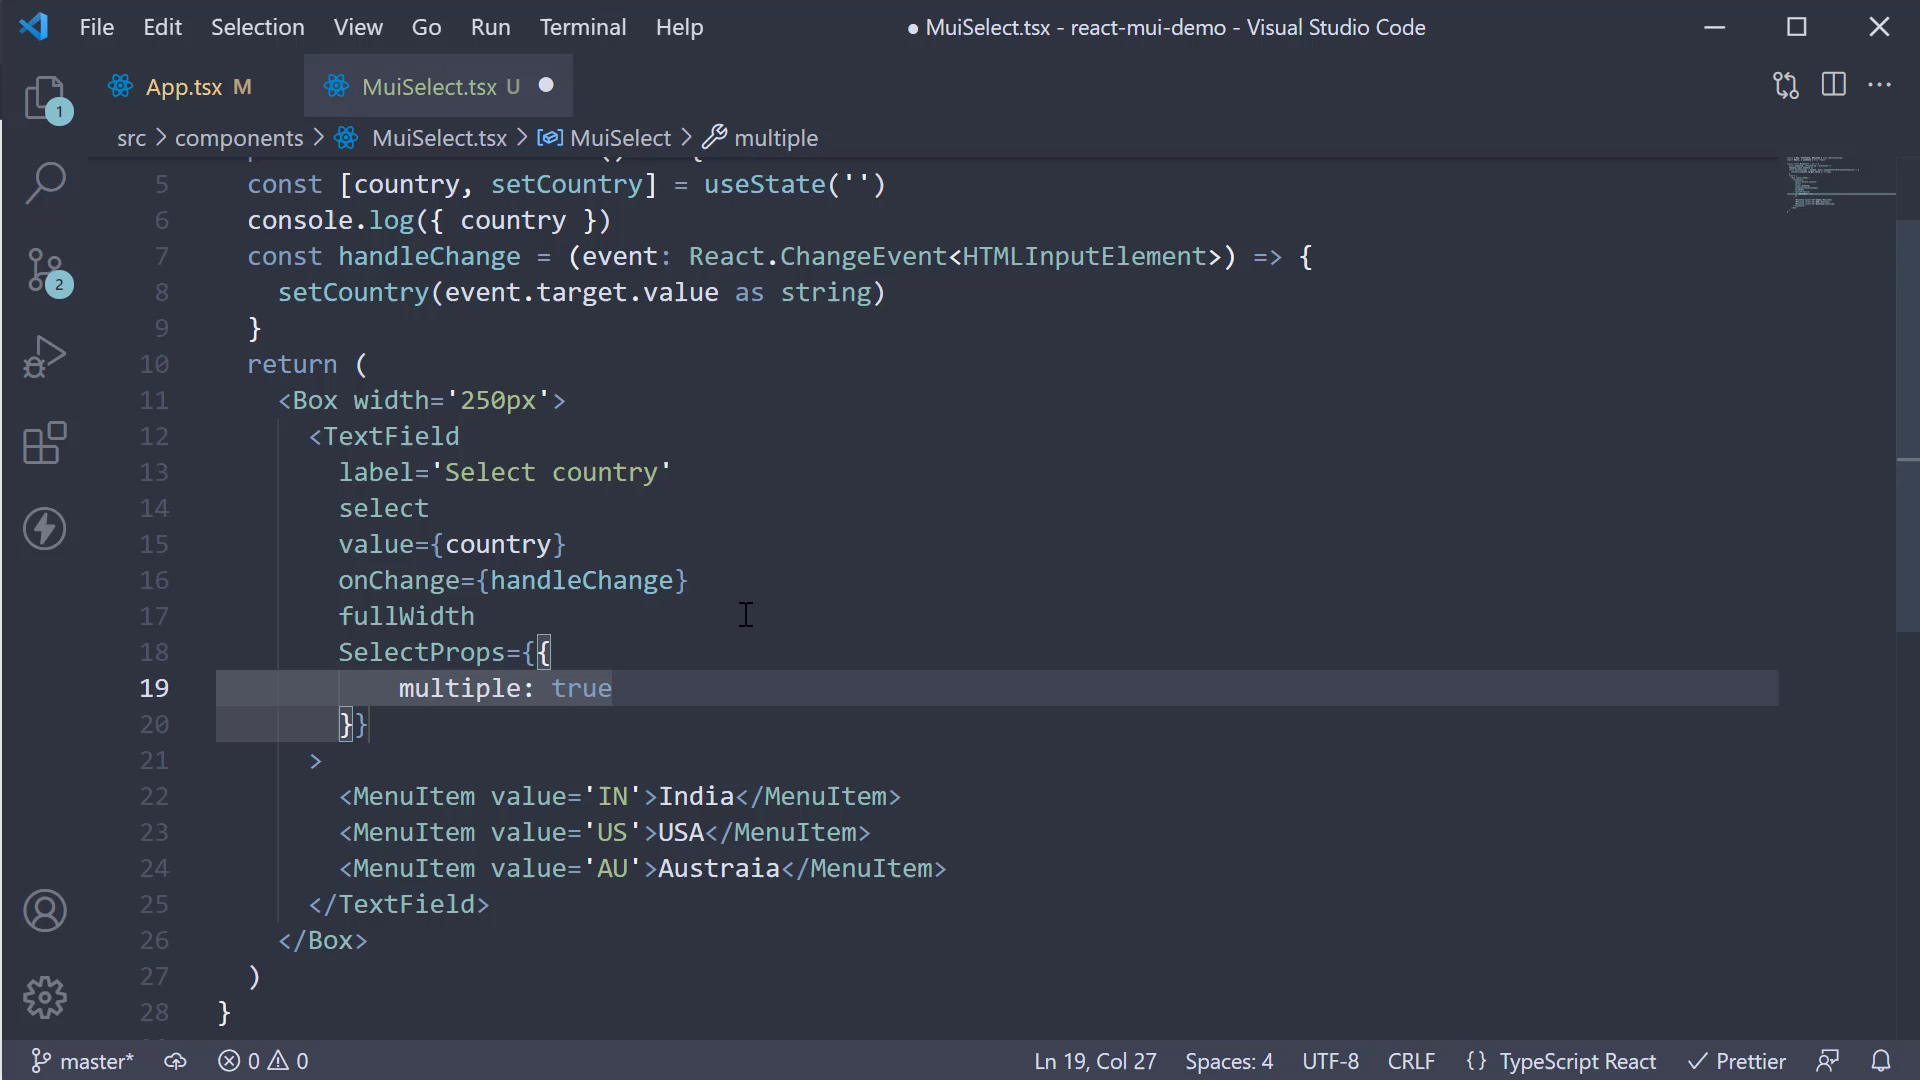 File Edit Selection View Go Run Terminal Help ● MuiSelect.tsx - react-mui-demo - Visual Studio Code
App.tsx M MuiSelect.tsx U
src > components > MuiSelect.tsx > MuiSelect > multiple
5 const [country, setCountry] = useState('')
6 console.log({ country })
7 const handleChange = (event: React.ChangeEvent<HTMLInputElement>) => {
8 setCountry(event.target.value as string)
9 }
10 return (
11 <Box width='250px'>
12 <TextField
13 label='Select country'
14 select
15 value={country}
16 onChange={handleChange}
17 fullWidth
18 SelectProps={{
19 multiple: true
20 }}
21 >
22 <MenuItem value='IN'>India</MenuItem>
23 <MenuItem value='US'>USA</MenuItem>
24 <MenuItem value='AU'>Austraia</MenuItem>
25 </TextField>
26 </Box>
27 )
28 }
1
2
master* 0 0 Ln 19, Col 27 Spaces: 4 UTF-8 CRLF {} TypeScript React Prettier